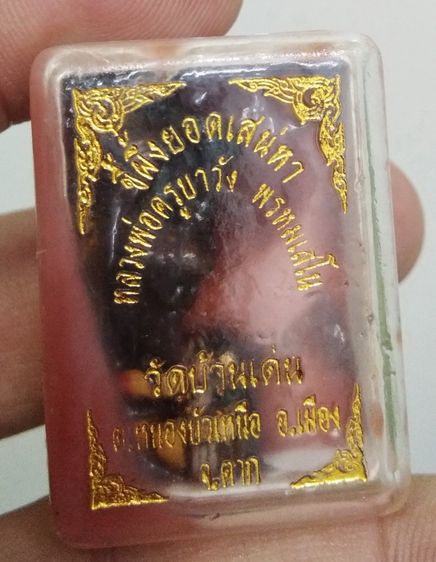 สีผึ้งยอดเสน่หา
หลวงพ่อครูบาวัง พรหมเสโน
วัดบ้านเด่น
ต.หนองบัวเหนือ อ.เมือง
จ.ตาก